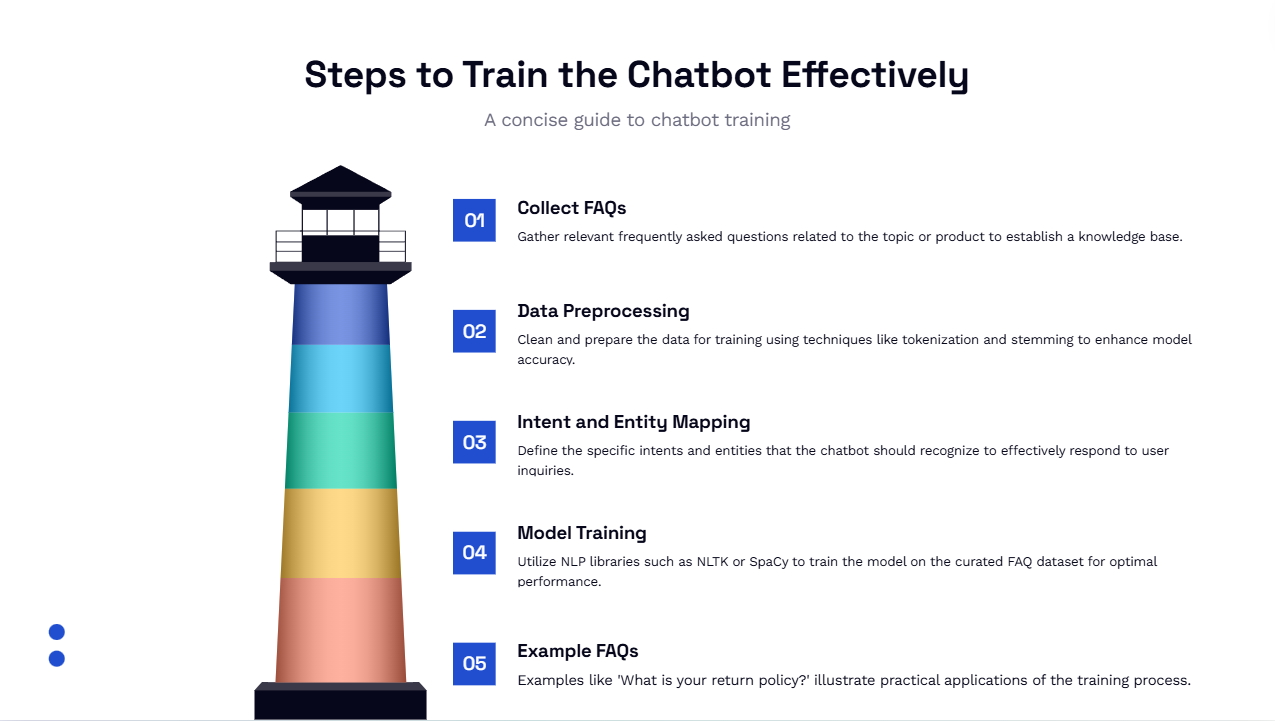 Steps to Train the Chatbot Effectively
A concise guide to chatbot training
01
Collect FAQs
Gather relevant frequently asked questions related to the topic or product to establish a knowledge base.
02
Data Preprocessing
Clean and prepare the data for training using techniques like tokenization and stemming to enhance model
accuracy.
03
Intent and Entity Mapping
Define the specific intents and entities that the chatbot should recognize to effectively respond to user
inquiries.
04
Model Training
Utilize NLP libraries such as NLTK or SpaCy to train the model on the curated FAQ dataset for optimal
performance.
05
Example FAQs
Examples like 'What is your return policy?' illustrate practical applications of the training process.